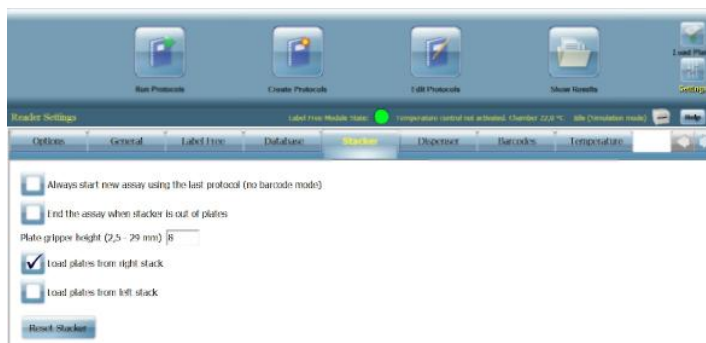 Run Protocols
Create Protocols
Edit Protocols
Show Results
Load Plate
Settings
Reader Settings
Label Free Module State:
Temperature control not activated. Chamber 22,0 °C
Idle (Simulation mode)
Help
Options
General
Label Free
Database
Stacker
Dispenser
Barcodes
Temperature
Always start new assay using the last protocol (no barcode mode)
End the assay when stacker is out of plates
Plate gripper height (2,5 - 29 mm) 8
Load plates from right stack
Load plates from left stack
Reset Stacker